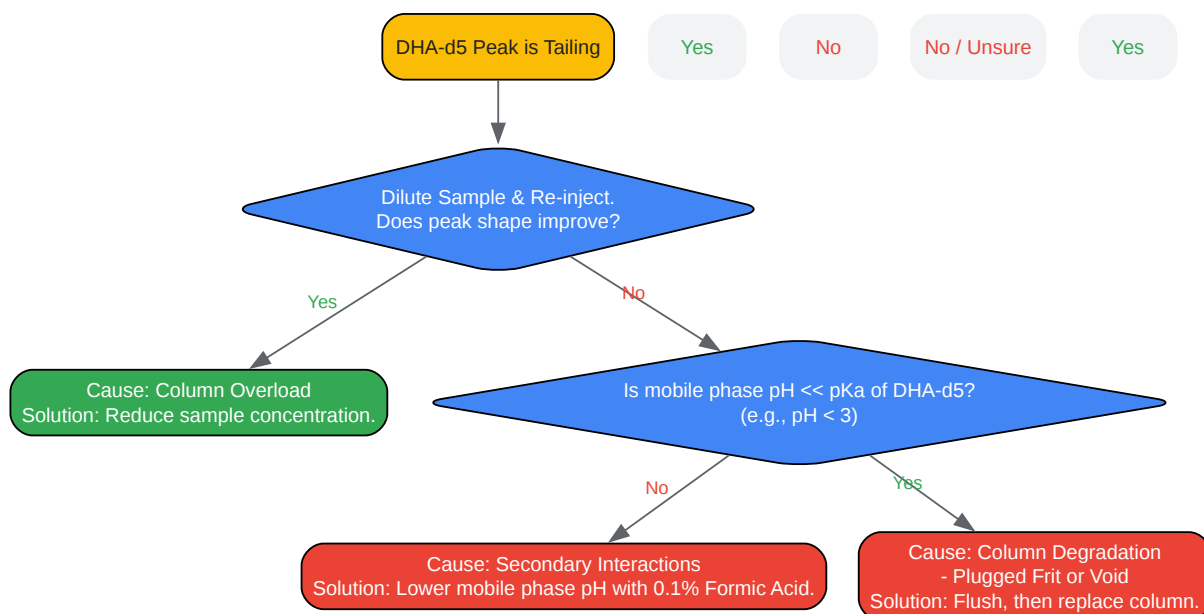 DHA-d5 Peak is Tailing
Yes
No
No / Unsure
Yes
Dilute Sample & Re-inject.
Does peak shape improve?
Yes
No
Cause: Column Overload
Solution: Reduce sample concentration.
Is mobile phase pH << pKa of DHA-d5?
(e.g., pH < 3)
No
Yes
Cause: Secondary Interactions
Solution: Lower mobile phase pH with 0.1% Formic Acid.
Cause: Column Degradation
- Plugged Frit or Void
Solution: Flush, then replace column.